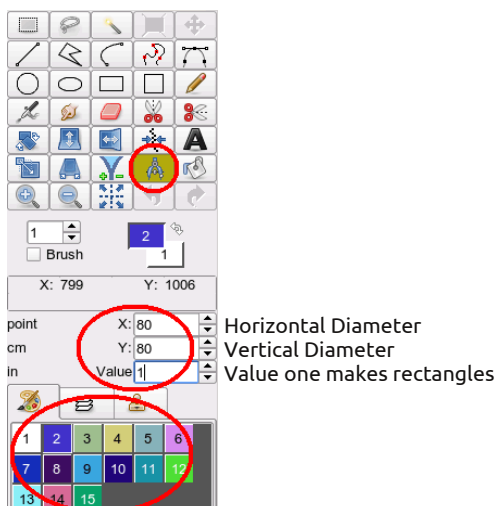 A
1
2
Brush
1
X: 799 Y: 1006
point X: 80 Horizontal Diameter
cm Y: 80 Vertical Diameter
in Value 1 Value one makes rectangles
1 2 3 4 5 6
7 8 9 10 11 12
13 14 15